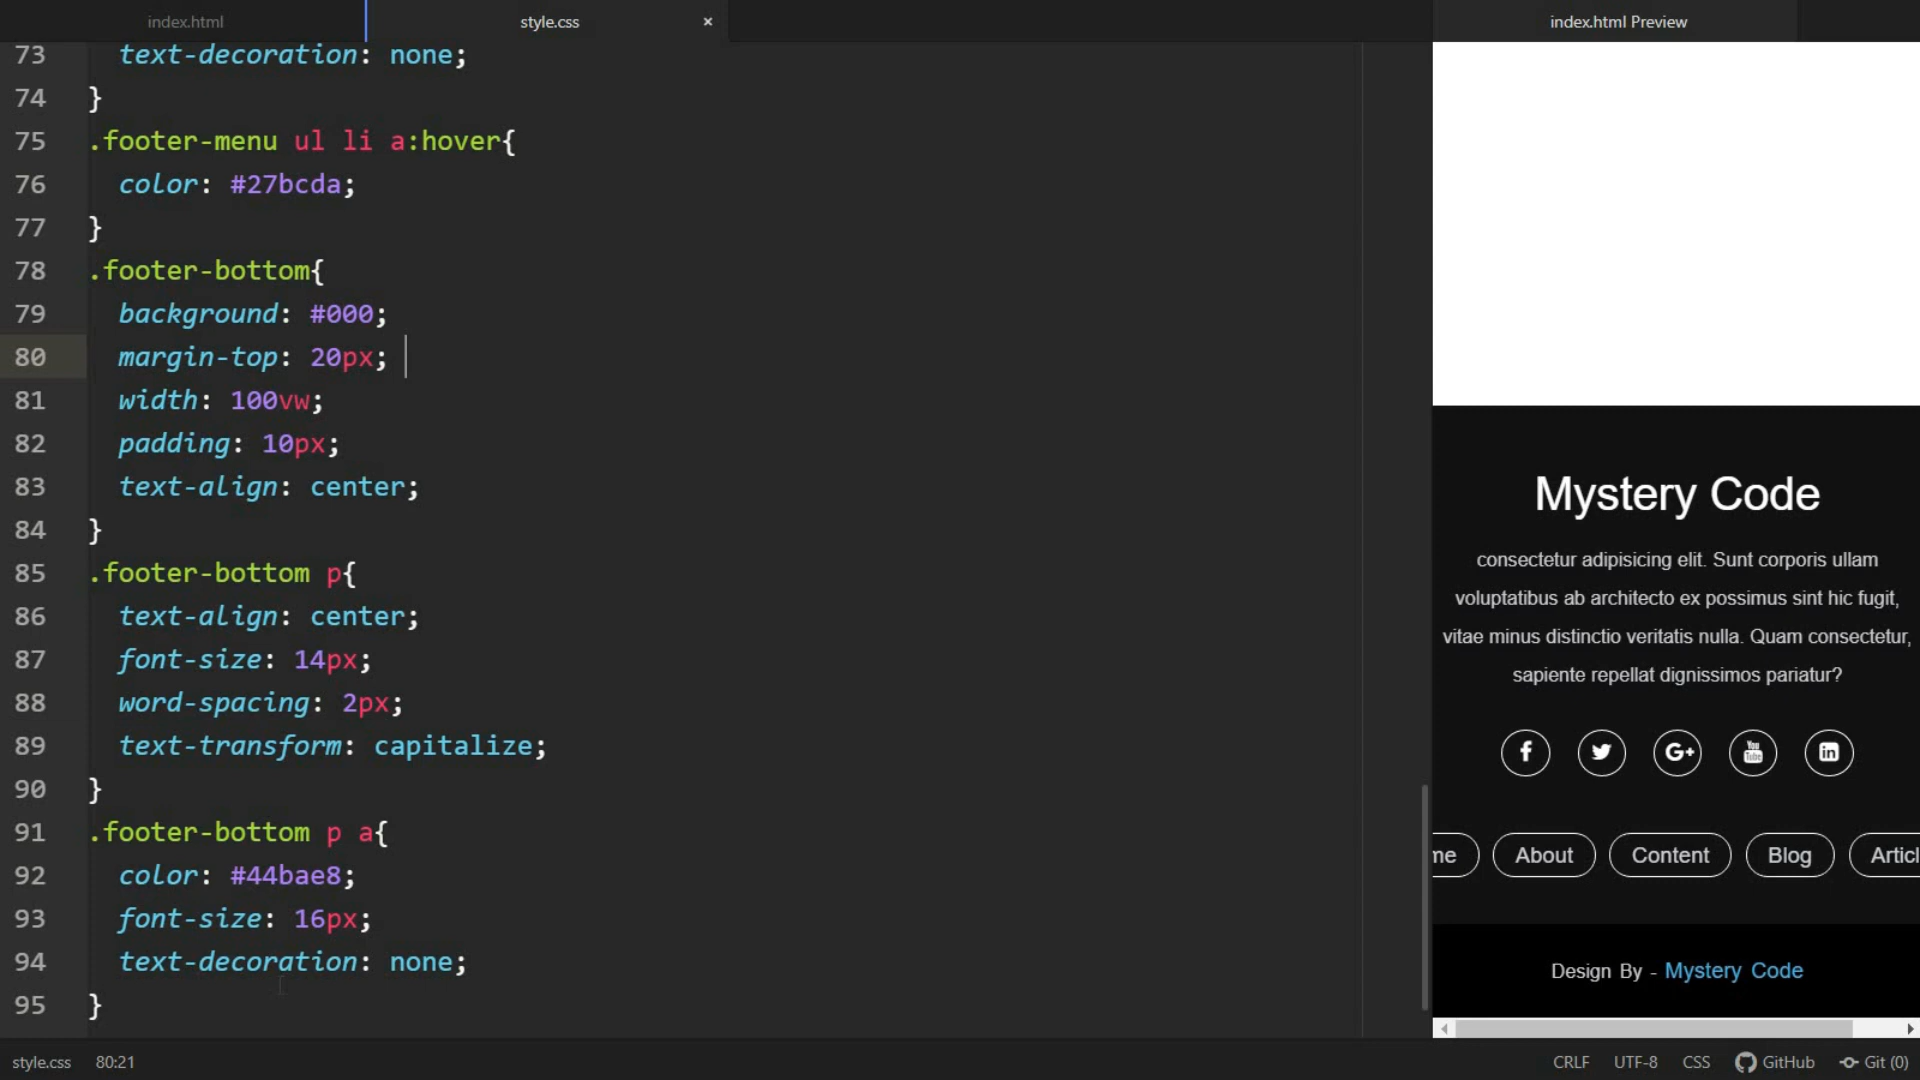 index.html
style.css
×
index.html Preview
73 text-decoration: none;
74 }
75 .footer-menu ul li a:hover{
76 color: #27bcda;
77 }
78 .footer-bottom{
79 background: #000;
80 margin-top: 20px;
81 width: 100vw;
82 padding: 10px;
83 text-align: center;
84 }
85 .footer-bottom p{
86 text-align: center;
87 font-size: 14px;
88 word-spacing: 2px;
89 text-transform: capitalize;
90 }
91 .footer-bottom p a{
92 color: #44bae8;
93 font-size: 16px;
94 text-decoration: none;
95 }
Mystery Code
consectetur adipisicing elit. Sunt corporis ullam
voluptatibus ab architecto ex possimus sint hic fugit,
vitae minus distinctio veritatis nulla. Quam consectetur,
sapiente repellat dignissimos pariatur?
f G+ You Tube in
me About Content Blog Articl
Design By - Mystery Code
style.css 80:21 CRLF UTF-8 CSS GitHub Git (0)